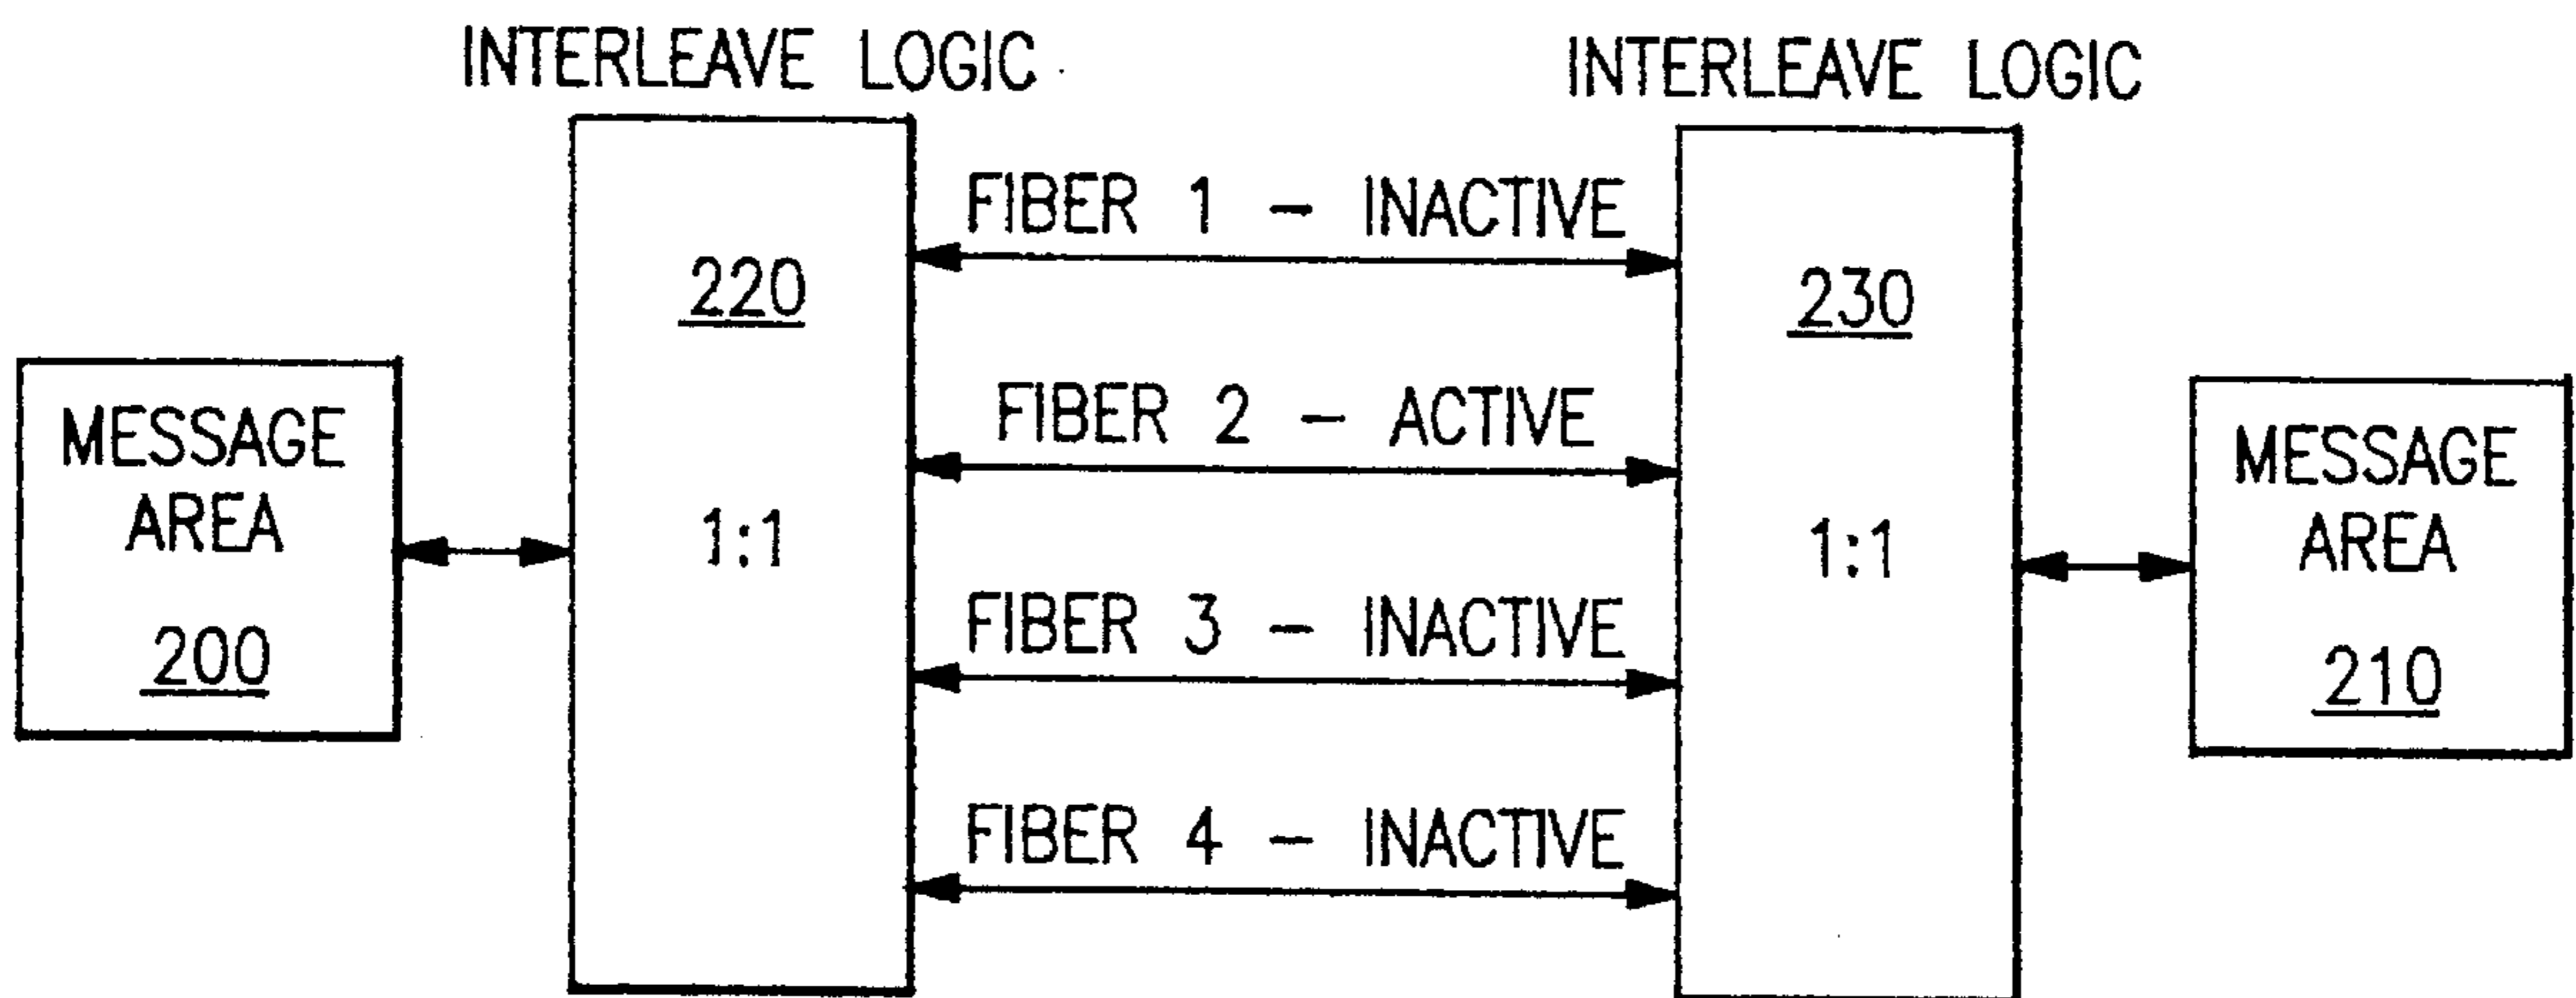 INTERLEAVE LOGIC
INTERLEAVE LOGIC
FIBER 1 – INACTIVE
220
230
FIBER 2 – ACTIVE
MESSAGE
AREA
200
1:1
1:1
MESSAGE
AREA
210
FIBER 3 – INACTIVE
FIBER 4 – INACTIVE